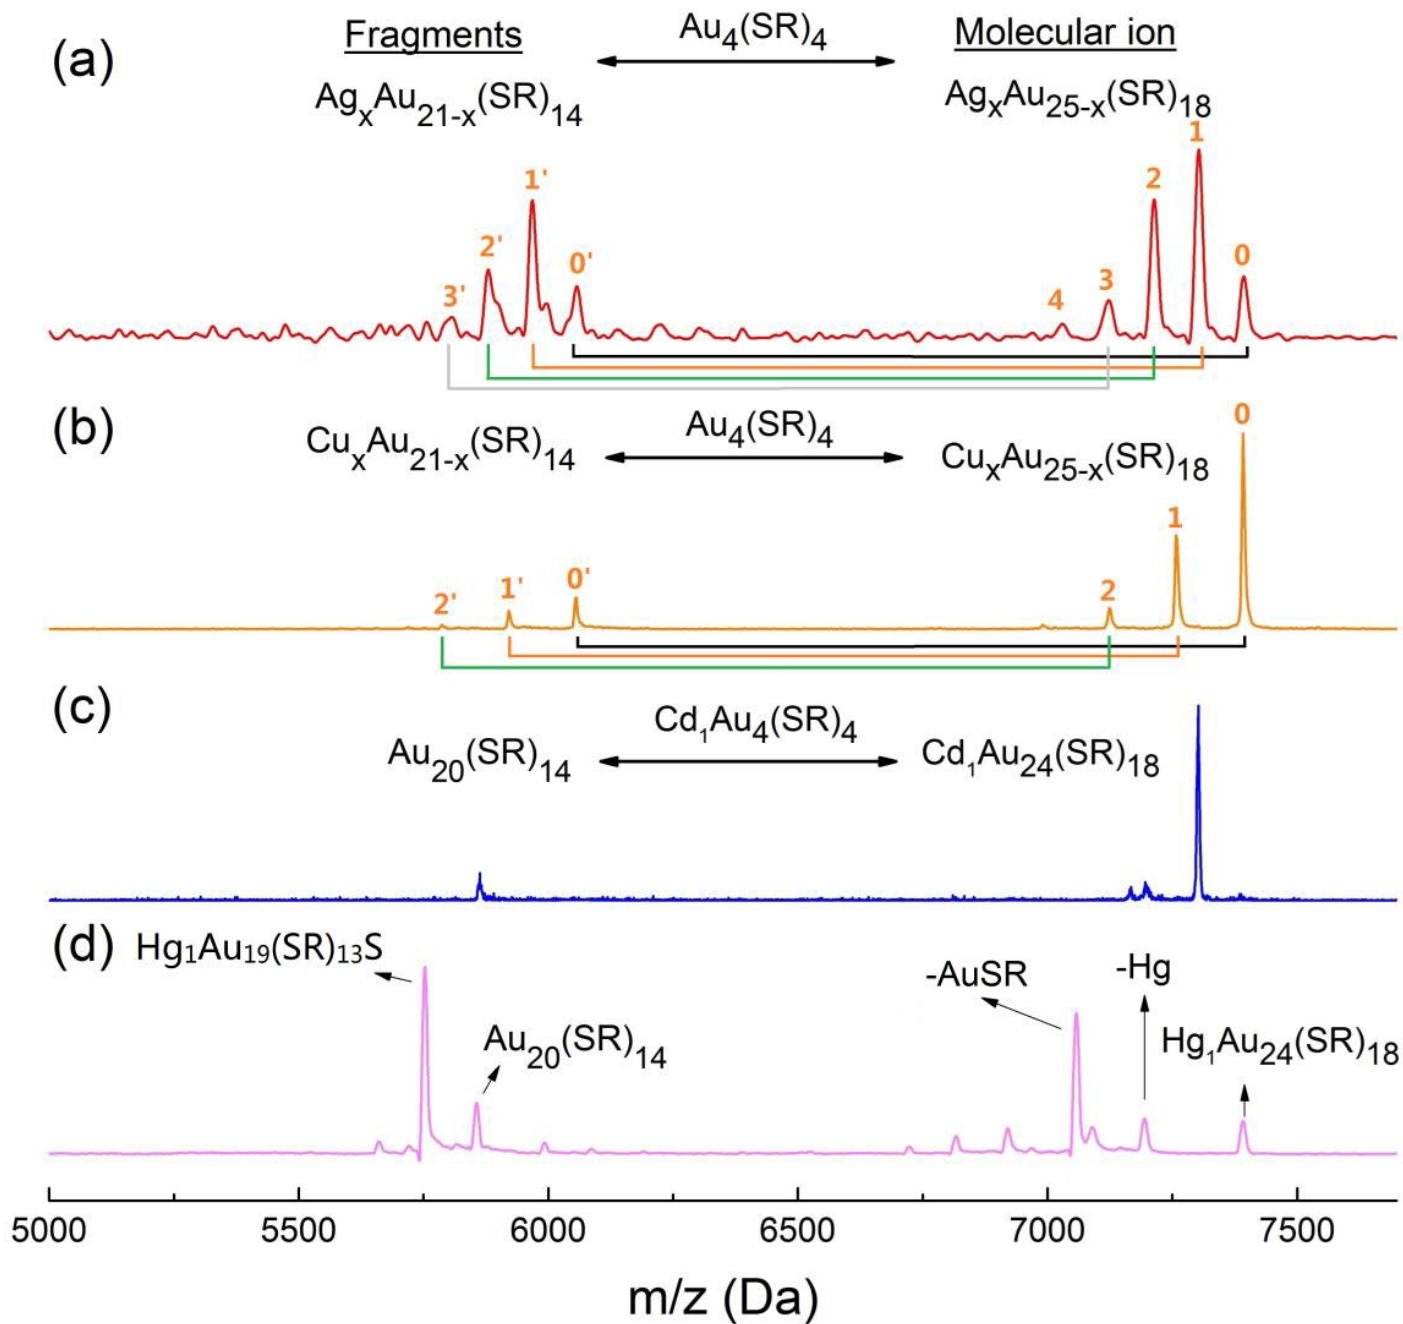 (a)
Fragments
Au₄(SR)₄
Molecular ion
AgₓAu₂₁₋ₓ(SR)₁₄
AgₓAu₂₅₋ₓ(SR)₁₈
3'
2'
1'
0'
4
3
2
1
0
(b)
CuₓAu₂₁₋ₓ(SR)₁₄
Au₄(SR)₄
CuₓAu₂₅₋ₓ(SR)₁₈
2'
1'
0'
2
1
0
(c)
Au₂₀(SR)₁₄
Cd₁Au₄(SR)₄
Cd₁Au₂₄(SR)₁₈
(d)
Hg₁Au₁₉(SR)₁₃S
Au₂₀(SR)₁₄
-AuSR
-Hg
Hg₁Au₂₄(SR)₁₈
5000 5500 6000 6500 7000 7500
m/z (Da)